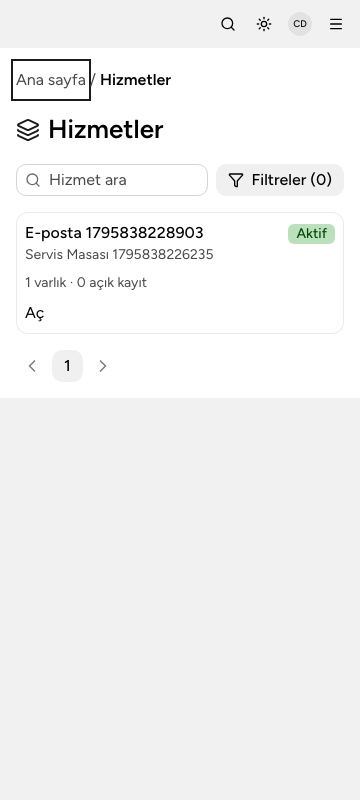 CD
Ana sayfa / Hizmetler
Hizmetler
Hizmet ara
Filtreler (0)
E-posta 1795838228903
Aktif
Servis Masası 1795838226235
1 varlık · 0 açık kayıt
Aç
1